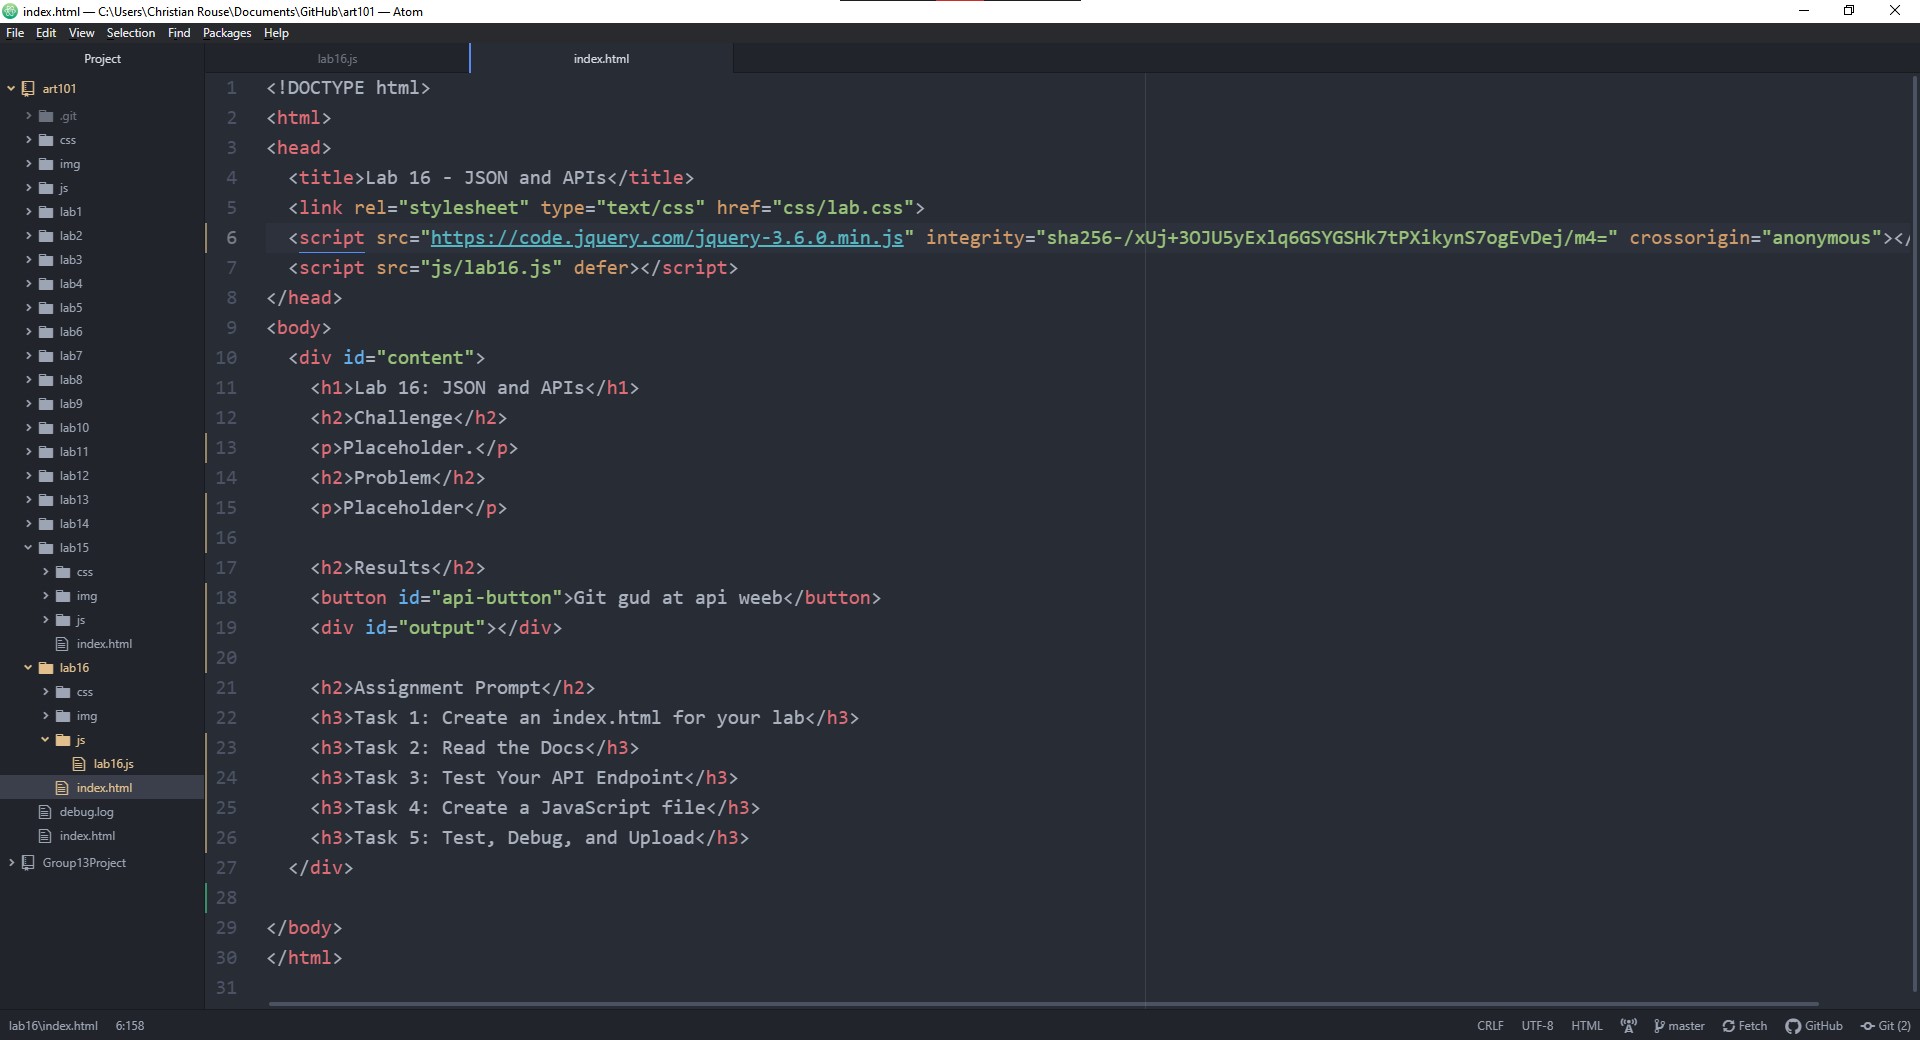 index.html — C:\Users\Christian Rouse\Documents\GitHub\art101 — Atom
File Edit View Selection Find Packages Help
Project
art101
.git
css
img
js
lab1
lab2
lab3
lab4
lab5
lab6
lab7
lab8
lab9
lab10
lab11
lab12
lab13
lab14
lab15
css
img
js
index.html
lab16
css
img
js
lab16.js
index.html
debug.log
index.html
Group13Project
lab16.js index.html
1 <!DOCTYPE html>
2 <html>
3 <head>
4 <title>Lab 16 - JSON and APIs</title>
5 <link rel="stylesheet" type="text/css" href="css/lab.css">
6 <script src="https://code.jquery.com/jquery-3.6.0.min.js" integrity="sha256-/xUj+3OJU5yExlq6GSYGSHk7tPXikynS7ogEvDej/m4=" crossorigin="anonymous"></
7 <script src="js/lab16.js" defer></script>
8 </head>
9 <body>
10 <div id="content">
11 <h1>Lab 16: JSON and APIs</h1>
12 <h2>Challenge</h2>
13 <p>Placeholder.</p>
14 <h2>Problem</h2>
15 <p>Placeholder</p>
16
17 <h2>Results</h2>
18 <button id="api-button">Git gud at api weeb</button>
19 <div id="output"></div>
20
21 <h2>Assignment Prompt</h2>
22 <h3>Task 1: Create an index.html for your lab</h3>
23 <h3>Task 2: Read the Docs</h3>
24 <h3>Task 3: Test Your API Endpoint</h3>
25 <h3>Task 4: Create a JavaScript file</h3>
26 <h3>Task 5: Test, Debug, and Upload</h3>
27 </div>
28
29 </body>
30 </html>
31
lab16\index.html 6:158 CRLF UTF-8 HTML master Fetch GitHub Git (2)